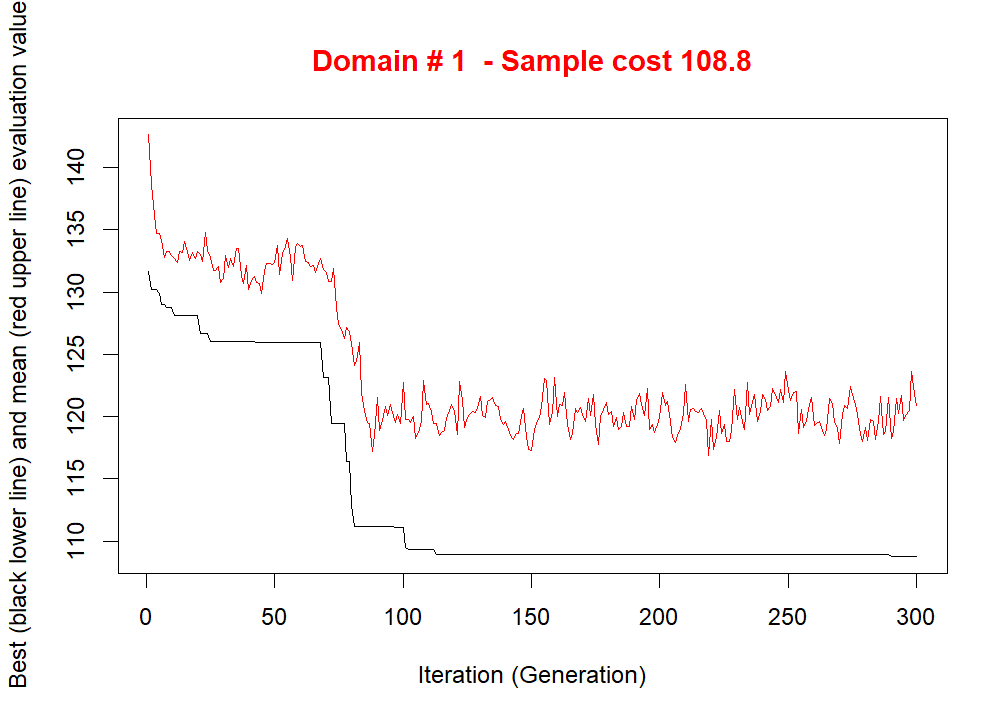 Domain # 1  - Sample cost 108.8
Best (black lower line) and mean (red upper line) evaluation value
140
135
130
125
120
115
110
0 50 100 150 200 250 300
Iteration (Generation)